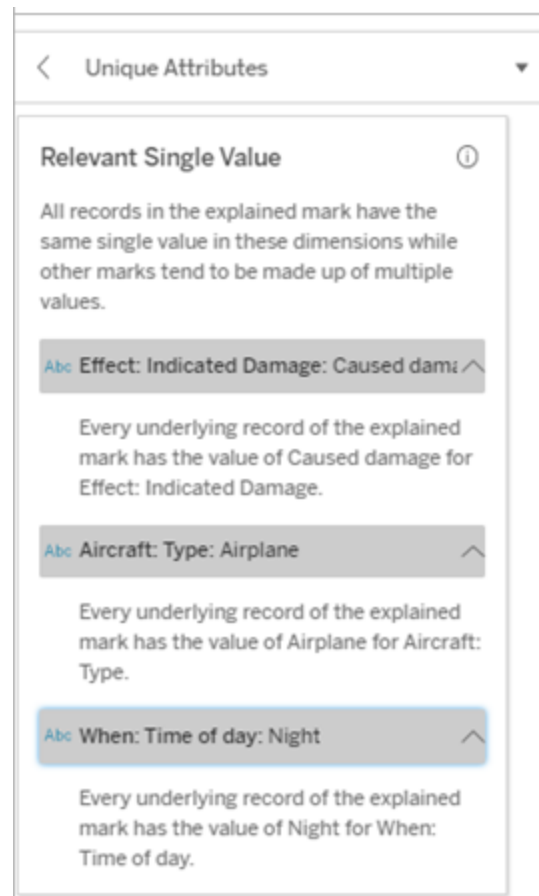 Unique Attributes
Relevant Single Value
All records in the explained mark have the
same single value in these dimensions while
other marks tend to be made up of multiple
values.
Abc Effect: Indicated Damage: Caused dama
Every underlying record of the explained
mark has the value of Caused damage for
Effect: Indicated Damage.
Abc Aircraft: Type: Airplane
Every underlying record of the explained
mark has the value of Airplane for Aircraft:
Type.
Abc When: Time of day: Night
Every underlying record of the explained
mark has the value of Night for When:
Time of day.